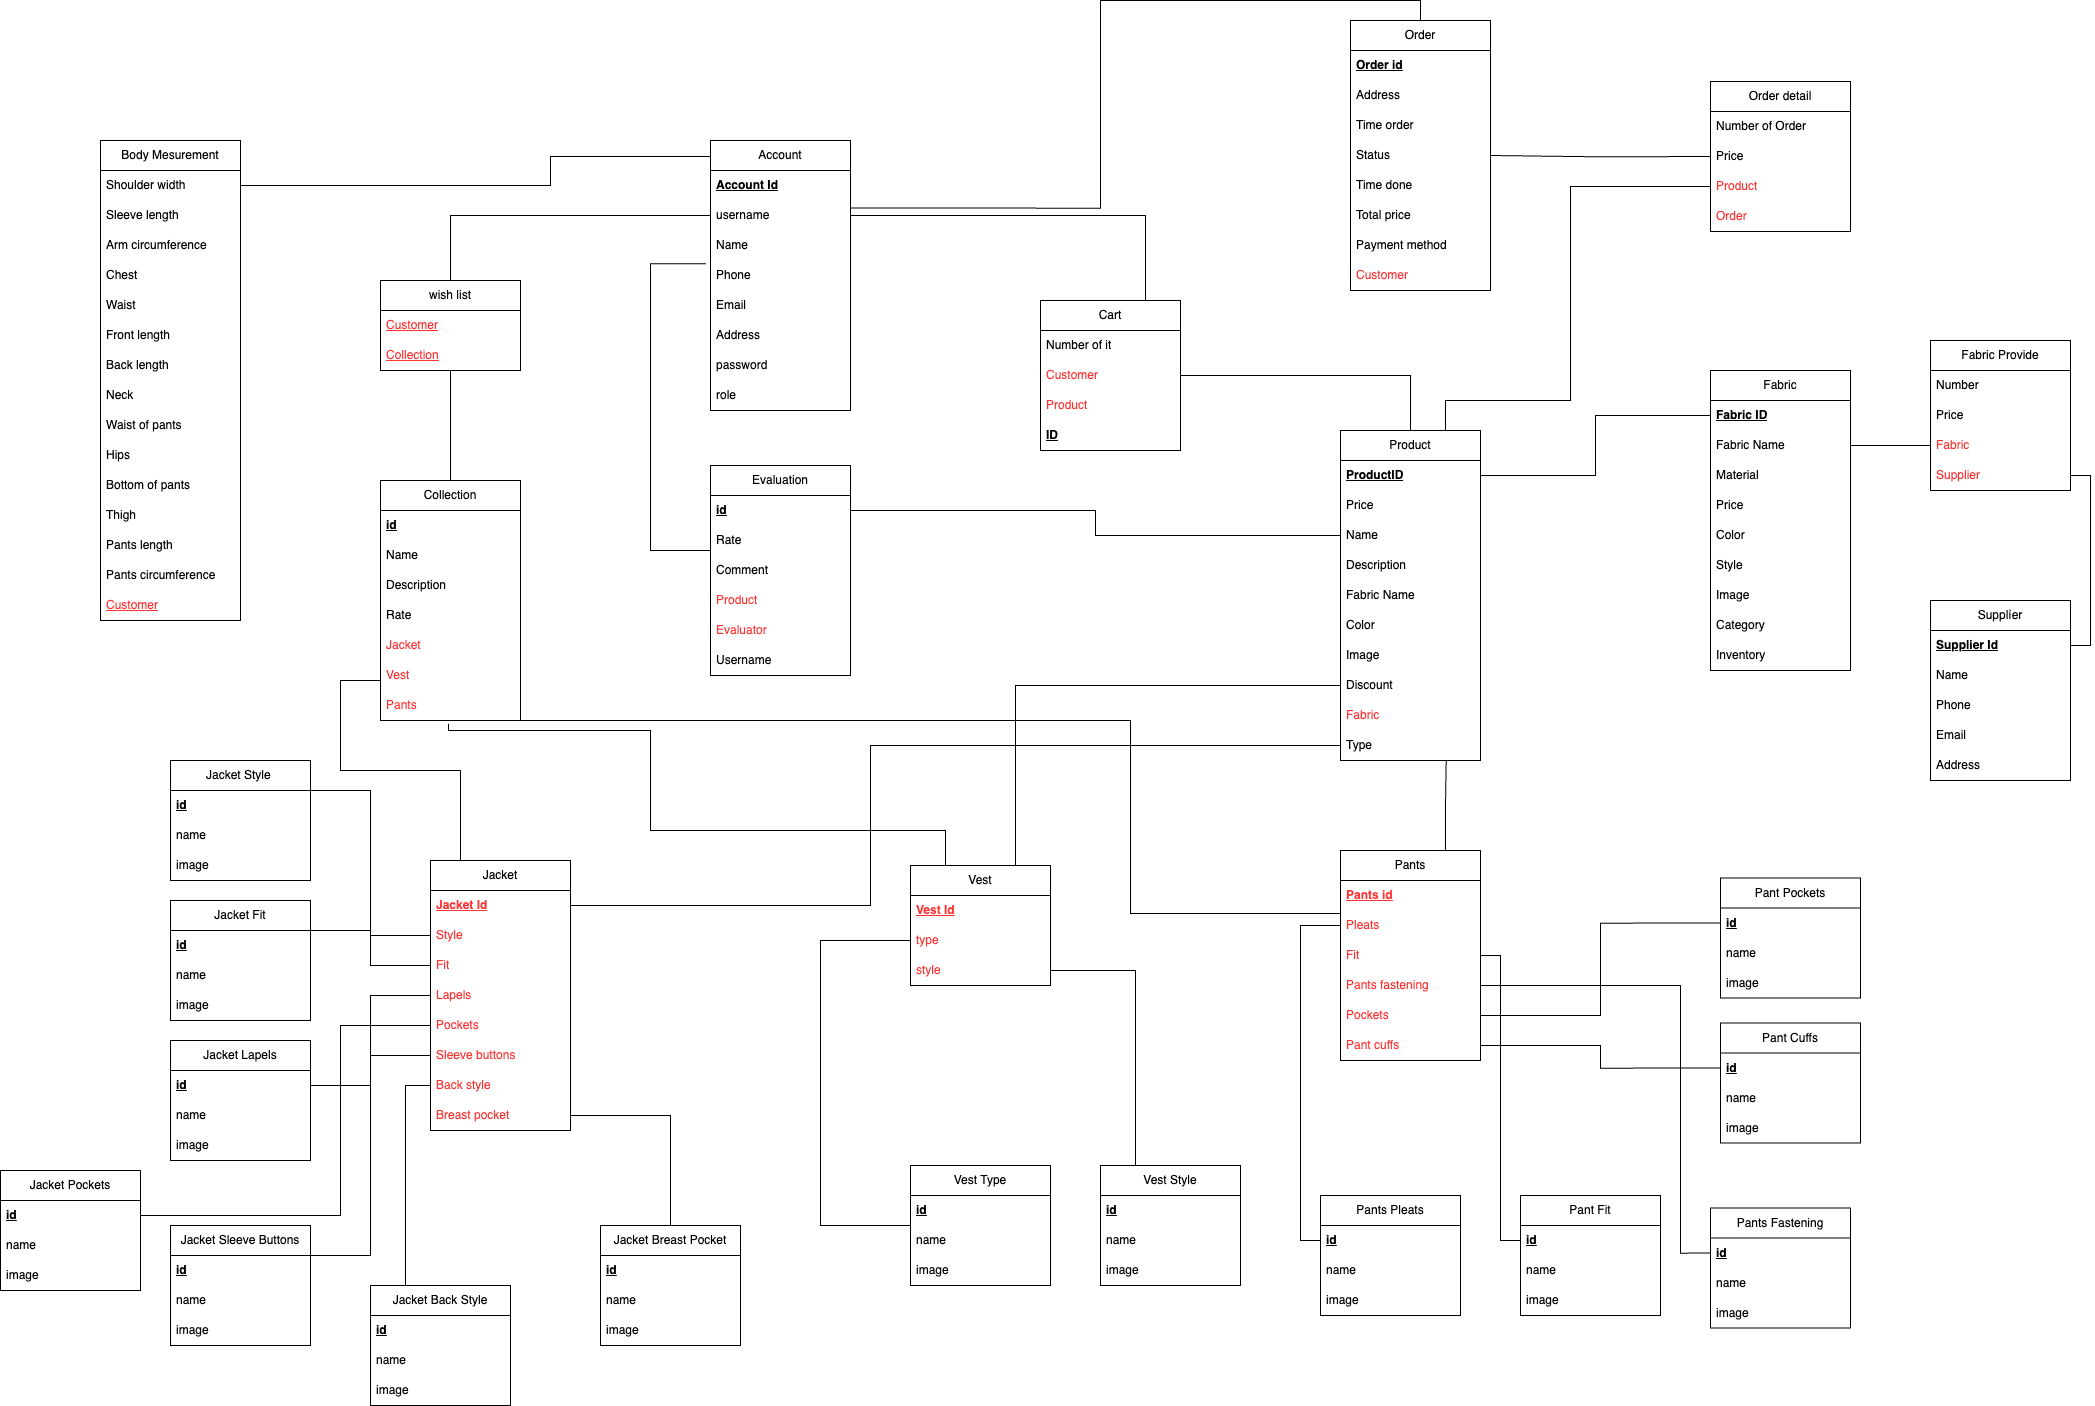 Order
Order id
Address
Time order
Status
Time done
Total price
Payment method
Customer
Order detail
Number of Order
Price
Product
Order
Body Mesurement
Shoulder width
Sleeve length
Arm circumference
Chest
Waist
Front length
Back length
Neck
Waist of pants
Hips
Bottom of pants
Thigh
Pants length
Pants circumference
Customer
Account
Account Id
username
Name
Phone
Email
Address
password
role
wish list
Customer
Collection
Cart
Number of it
Customer
Product
ID
Fabric Provide
Number
Price
Fabric
Supplier
Fabric
Fabric ID
Fabric Name
Material
Price
Color
Style
Image
Category
Inventory
Product
ProductID
Price
Name
Description
Fabric Name
Color
Image
Discount
Fabric
Type
Evaluation
id
Rate
Comment
Product
Evaluator
Username
Collection
id
Name
Description
Rate
Jacket
Vest
Pants
Supplier
Supplier Id
Name
Phone
Email
Address
Jacket Style
id
name
image
Jacket Fit
id
name
image
Jacket Lapels
id
name
image
Jacket Pockets
id
name
image
Jacket Sleeve Buttons
id
name
image
Jacket Back Style
id
name
image
Jacket
Jacket Id
Style
Fit
Lapels
Pockets
Sleeve buttons
Back style
Breast pocket
Jacket Breast Pocket
id
name
image
Vest
Vest Id
type
style
Vest Type
id
name
image
Vest Style
id
name
image
Pants
Pants id
Pleats
Fit
Pants fastening
Pockets
Pant cuffs
Pant Pockets
id
name
image
Pant Cuffs
id
name
image
Pants Pleats
id
name
image
Pant Fit
id
name
image
Pants Fastening
id
name
image